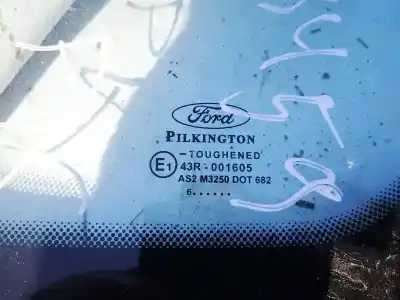 Ford
PILKINGTON
-TOUGHENED
E1 43R - 001605
AS2 M3250 DOT 682
6......